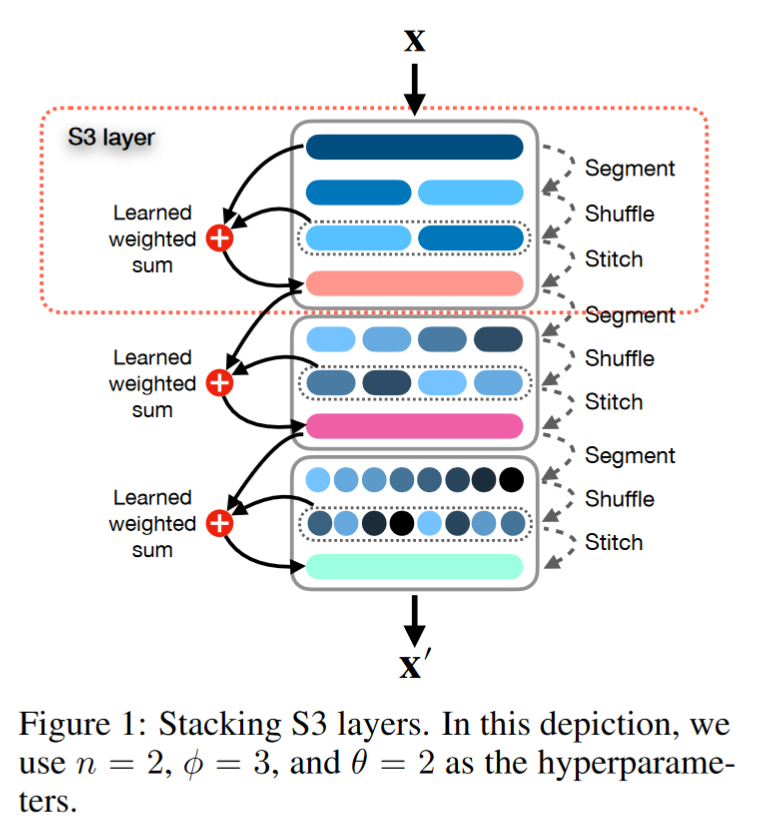 x
S3 layer
Segment
Shuffle
Learned
weighted
sum
Stitch
Segment
Shuffle
Learned
weighted
sum
Stitch
Segment
Shuffle
Learned
weighted
sum
Stitch
x′
Figure 1: Stacking S3 layers. In this depiction, we
use n = 2, ϕ = 3, and θ = 2 as the hyperparame-
ters.